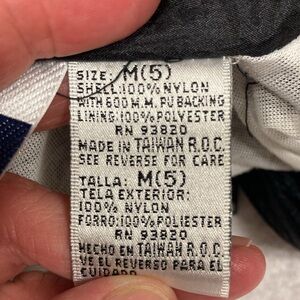 SIZE: M(5)
SHELL:100% NYLON
WITH 600 M.M. PU BACKING
LINING:100% POLYESTER
RN 93820
MADE IN TAIWAN R.O.C.
SEE REVERSE FOR CARE
TALLA: M(5)
TELA EXTERIOR:
100% NYLON
FORRO:100% POLIESTER
RN 93820
HECHO EN TAIWAN R.O.C.
VE EL REVERSO PARA EL
CUIDADO